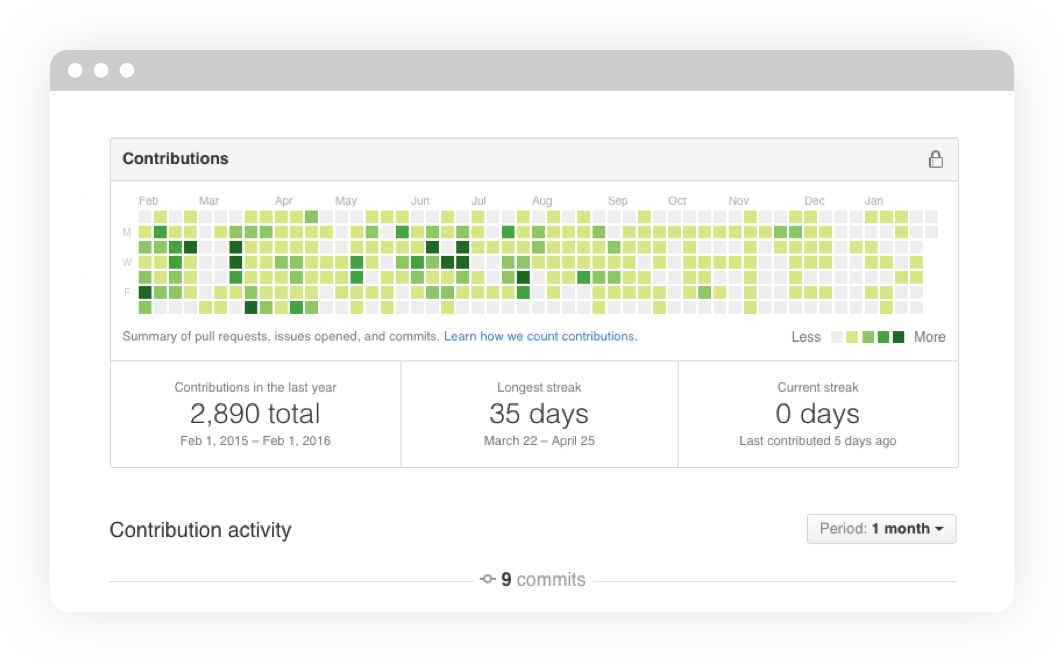 Contributions
Feb Mar Apr May Jun Jul Aug Sep Oct Nov Dec Jan
M
W
F
Summary of pull requests, issues opened, and commits. Learn how we count contributions.
Less More
Contributions in the last year
2,890 total
Feb 1, 2015 – Feb 1, 2016
Longest streak
35 days
March 22 – April 25
Current streak
0 days
Last contributed 5 days ago
Contribution activity
Period: 1 month
9 commits